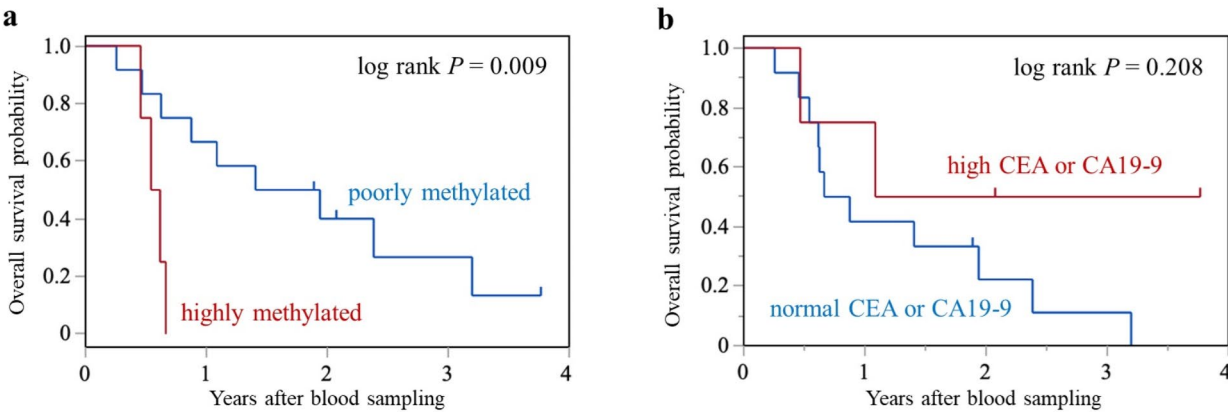 a
Overall survival probability
1.0
0.8
0.6
0.4
0.2
0
log rank P = 0.009
poorly methylated
highly methylated
0 1 2 3 4
Years after blood sampling
b
Overall survival probability
1.0
0.8
0.6
0.4
0.2
0
log rank P = 0.208
high CEA or CA19-9
normal CEA or CA19-9
0 1 2 3 4
Years after blood sampling